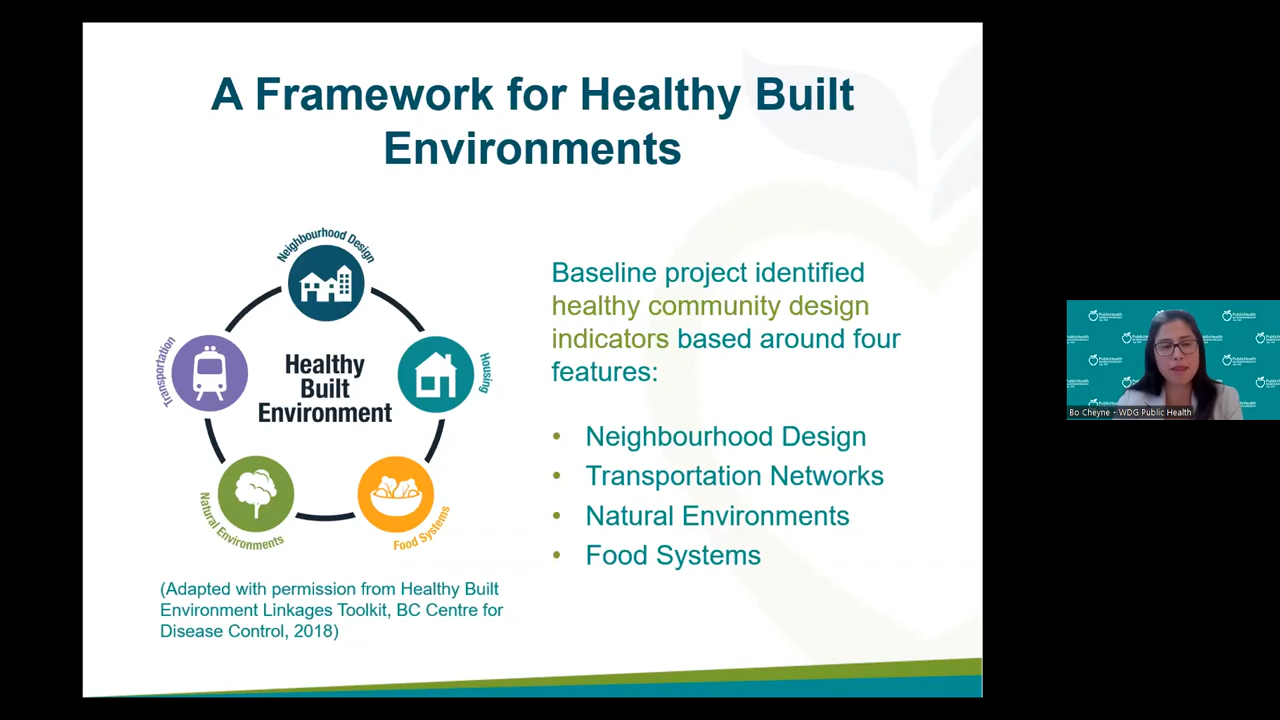 A Framework for Healthy Built
Environments
Neighbourhood Design
Transportation
Healthy
Built
Environment
Housing
Natural Environments
Food Systems
(Adapted with permission from Healthy Built
Environment Linkages Toolkit, BC Centre for
Disease Control, 2018)
Baseline project identified
healthy community design
indicators based around four
features:
• Neighbourhood Design
• Transportation Networks
• Natural Environments
• Food Systems
PublicHealth
Bo Cheyne - WDG Public Health